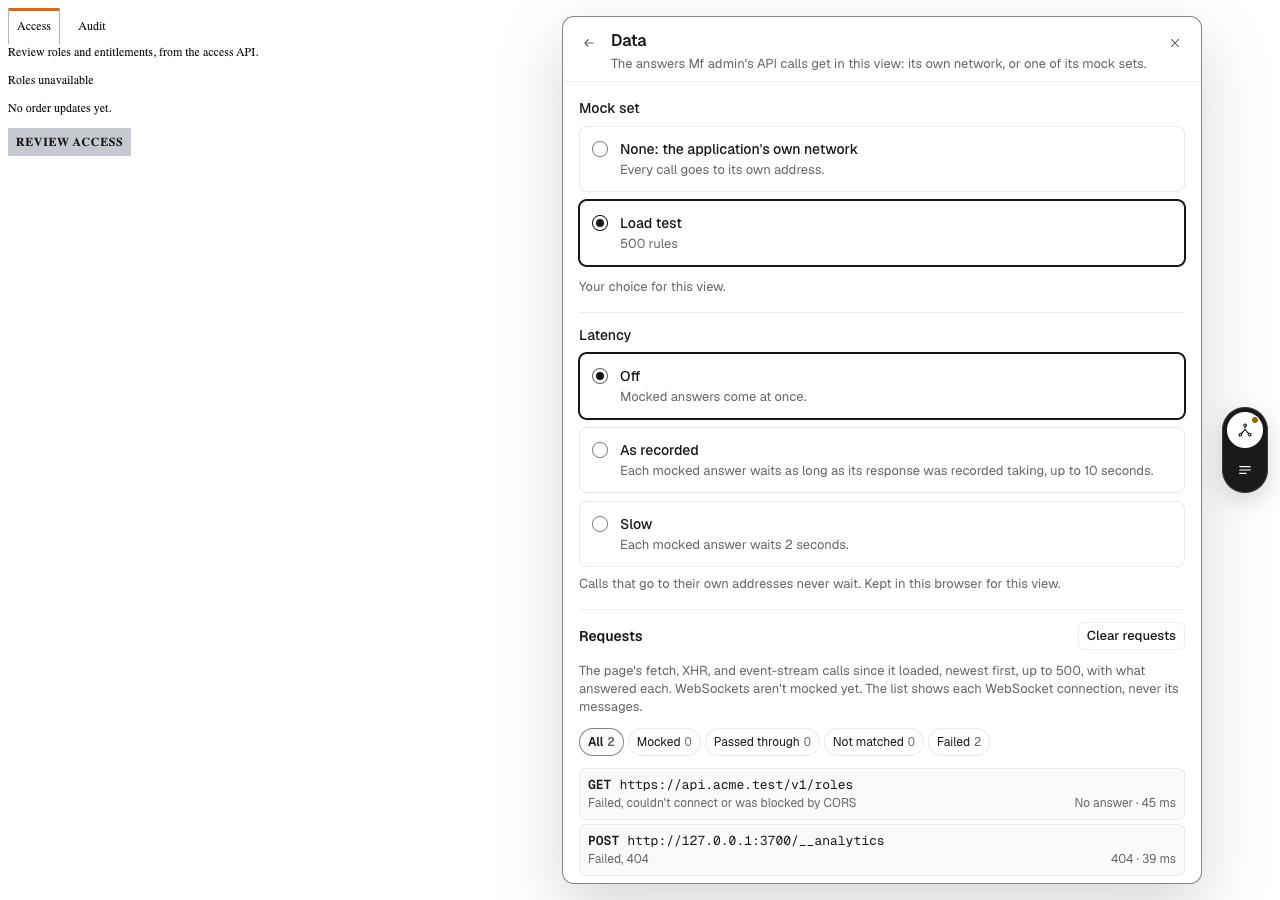 Access
Audit
Review roles and entitlements, from the access API.
Roles unavailable
No order updates yet.
REVIEW ACCESS
Data
The answers Mf admin's API calls get in this view: its own network, or one of its mock sets.
Mock set
None: the application's own network
Every call goes to its own address.
Load test
500 rules
Your choice for this view.
Latency
Off
Mocked answers come at once.
As recorded
Each mocked answer waits as long as its response was recorded taking, up to 10 seconds.
Slow
Each mocked answer waits 2 seconds.
Calls that go to their own addresses never wait. Kept in this browser for this view.
Requests
Clear requests
The page's fetch, XHR, and event-stream calls since it loaded, newest first, up to 500, with what
answered each. WebSockets aren't mocked yet. The list shows each WebSocket connection, never its
messages.
All 2
Mocked 0
Passed through 0
Not matched 0
Failed 2
GET https://api.acme.test/v1/roles
Failed, couldn't connect or was blocked by CORS
No answer · 45 ms
POST http://127.0.0.1:3700/__analytics
Failed, 404
404 · 39 ms